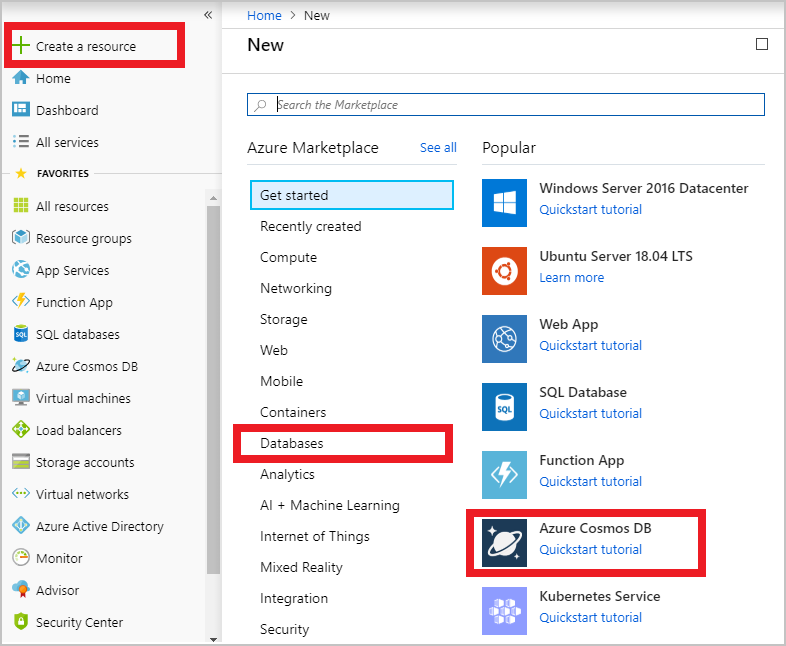 «
Create a resource
Home
Dashboard
All services
FAVORITES
All resources
Resource groups
App Services
Function App
SQL
SQL databases
Azure Cosmos DB
Virtual machines
Load balancers
Storage accounts
Virtual networks
Azure Active Directory
Monitor
Advisor
Security Center
Home > New
New
Search the Marketplace
Azure Marketplace See all
Get started
Recently created
Compute
Networking
Storage
Web
Mobile
Containers
Databases
Analytics
AI + Machine Learning
Internet of Things
Mixed Reality
Integration
Security
Popular
Windows Server 2016 Datacenter
Quickstart tutorial
Ubuntu Server 18.04 LTS
Learn more
Web App
Quickstart tutorial
SQL
SQL Database
Quickstart tutorial
Function App
Quickstart tutorial
Azure Cosmos DB
Quickstart tutorial
Kubernetes Service
Quickstart tutorial